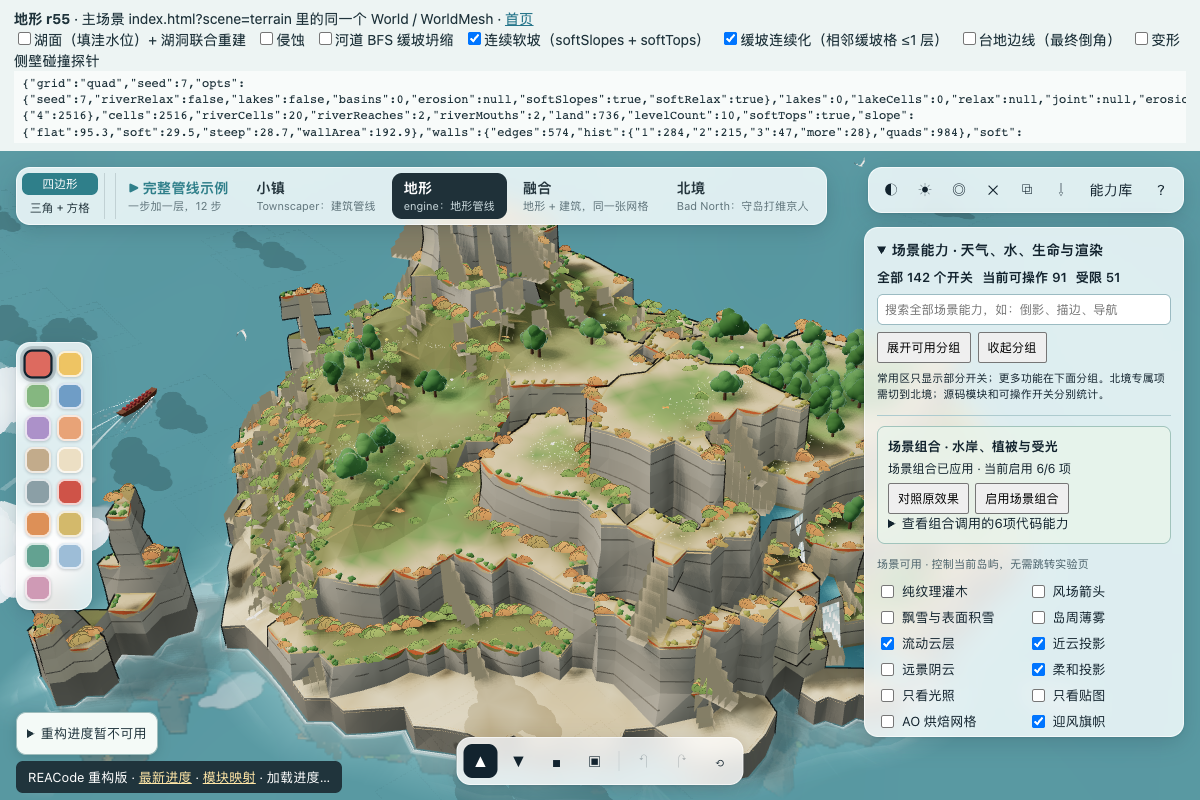 地形 r55 · 主场景 index.html?scene=terrain 里的同一个 World / WorldMesh · 首页
湖面（填洼水位）+ 湖洞联合重建 侵蚀 河道 BFS 缓坡坍缩 连续软坡（softSlopes + softTops） 缓坡连续化（相邻缓坡格 ≤1 层） 台地边线（最终倒角） 变形
侧壁碰撞探针
{"grid":"quad","seed":7,"opts":
{"seed":7,"riverRelax":false,"lakes":false,"basins":0,"erosion":null,"softSlopes":true,"softRelax":true},"lakes":0,"lakeCells":0,"relax":null,"joint":null,"erosio
{"4":2516},"cells":2516,"riverCells":20,"riverReaches":2,"riverMouths":2,"land":736,"levelCount":10,"softTops":true,"slope":
{"flat":95.3,"soft":29.5,"steep":28.7,"wallArea":192.9},"walls":{"edges":574,"hist":{"1":284,"2":215,"3":47,"more":28},"quads":984},"soft":
四边形
三角 + 方格
▶ 完整管线示例
一步加一层，12 步
小镇
Townscaper：建筑管线
地形
engine：地形管线
融合
地形 + 建筑，同一张网格
北境
Bad North：守岛打维京人
能力库 ?
▼ 场景能力 · 天气、水、生命与渲染
全部 142 个开关 当前可操作 91 受限 51
搜索全部场景能力，如：倒影、描边、导航
展开可用分组 收起分组
常用区只显示部分开关；更多功能在下面分组。北境专属项
需切到北境；源码模块和可操作开关分别统计。
场景组合 · 水岸、植被与受光
场景组合已应用 · 当前启用 6/6 项
对照原效果 启用场景组合
▶ 查看组合调用的6项代码能力
场景可用 · 控制当前岛屿，无需跳转实验页
纯纹理灌木 风场箭头
飘雪与表面积雪 岛周薄雾
流动云层 近云投影
远景阴云 柔和投影
只看光照 只看贴图
AO 烘焙网格 迎风旗帜
▶ 重构进度暂不可用
REACode 重构版 · 最新进度 · 模块映射 · 加载进度...